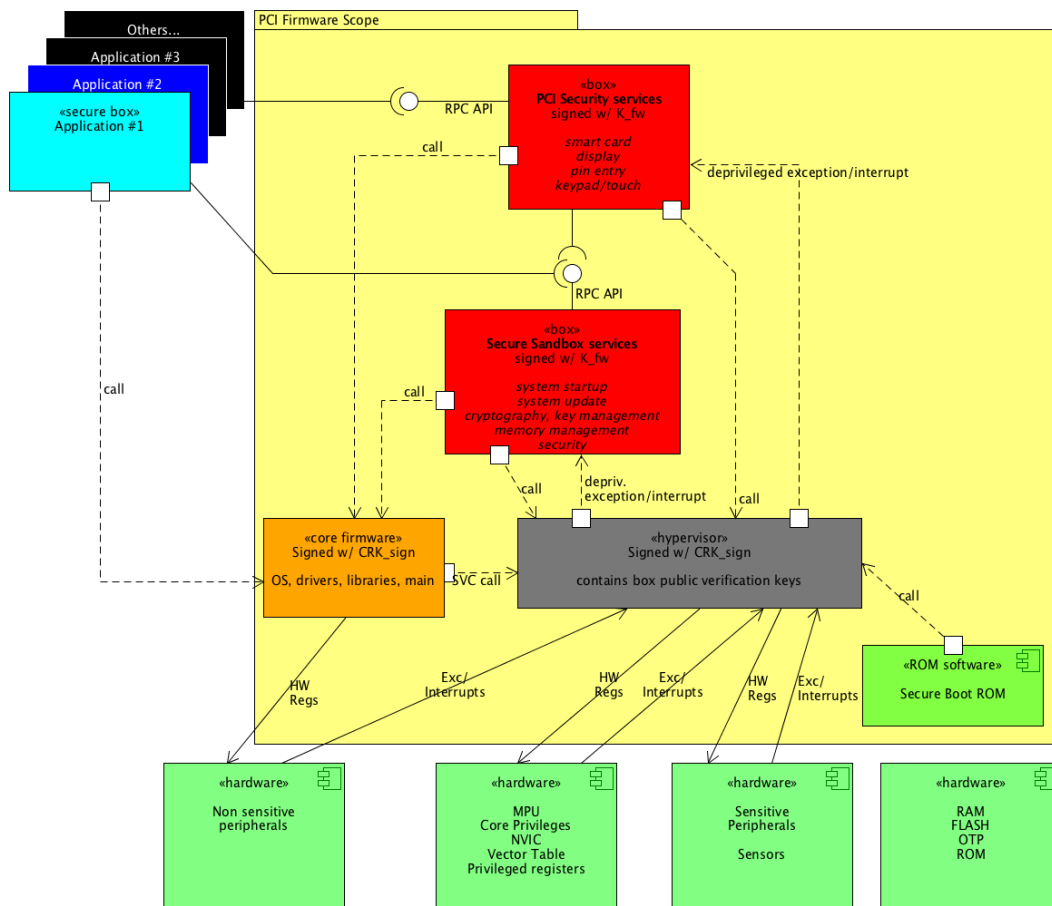 PCI Firmware Scope
Others...
Application #3
Application #2
«secure box»
Application #1
RPC API
«box»
PCI Security services
signed w/ K_fw
smart card
display
pin entry
keypad/touch
call
deprivileged exception/interrupt
RPC API
«box»
Secure Sandbox services
signed w/ K_fw
system startup
system update
cryptography, key management
memory management
security
call
call
call
depriv.
exception/interrupt
call
«core firmware»
Signed w/ CRK_sign
OS, drivers, libraries, main
SVC call
«hypervisor»
Signed w/ CRK_sign
contains box public verification keys
call
«ROM software»
Secure Boot ROM
HW
Regs
Exc/
Interrupts
HW
Regs
Exc/
Interrupts
HW
Regs
Exc/
Interrupts
«hardware»
Non sensitive
peripherals
«hardware»
MPU
Core Privileges
NVIC
Vector Table
Privileged registers
«hardware»
Sensitive
Peripherals
Sensors
«hardware»
RAM
FLASH
OTP
ROM